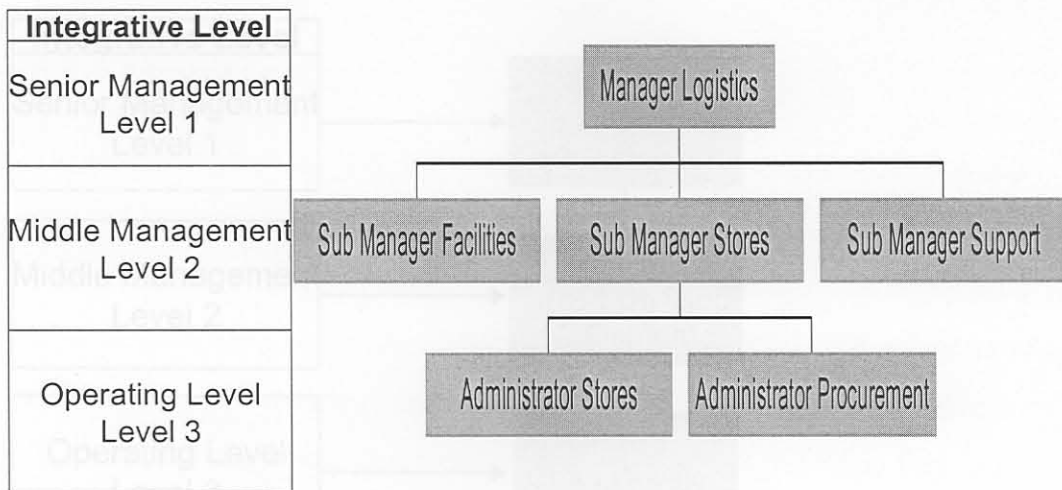 Integrative Level
Senior Management
Level 1
Manager Logistics
Middle Management
Level 2
Sub Manager Facilities
Sub Manager Stores
Sub Manager Support
Operating Level
Level 3
Administrator Stores
Administrator Procurement